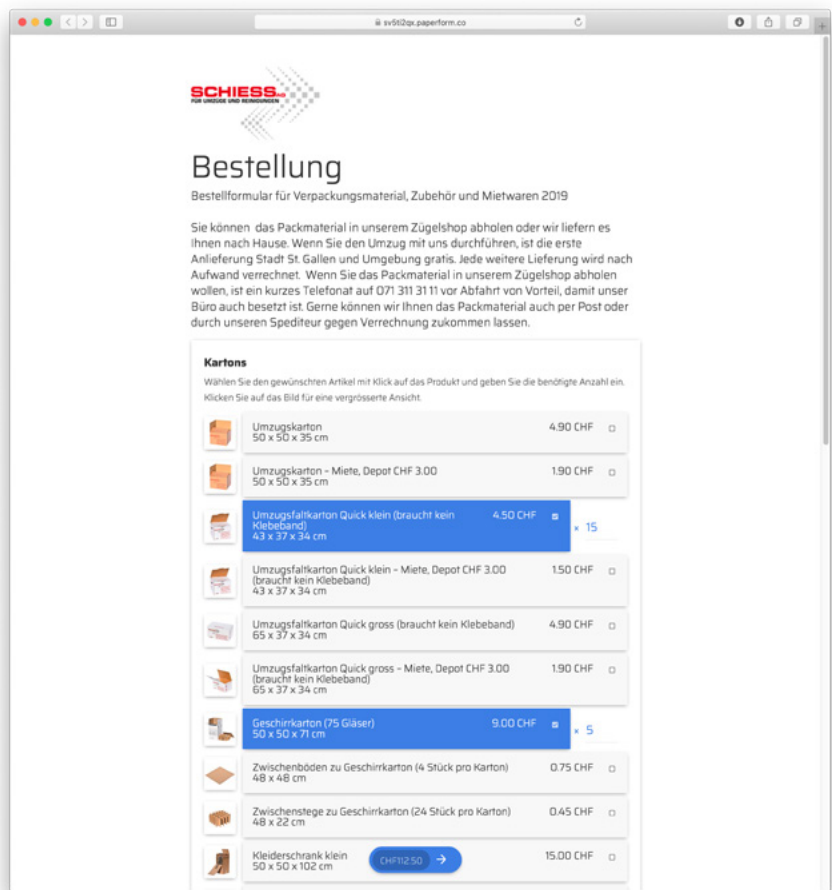 sv5ti2qx.paperform.co
SCHIESS AG
FÜR UMZÜGE UND REINIGUNGEN
Bestellung
Bestellformular für Verpackungsmaterial, Zubehör und Mietwaren 2019
Sie können das Packmaterial in unserem Zügelshop abholen oder wir liefern es
Ihnen nach Hause. Wenn Sie den Umzug mit uns durchführen, ist die erste
Anlieferung Stadt St. Gallen und Umgebung gratis. Jede weitere Lieferung wird nach
Aufwand verrechnet. Wenn Sie das Packmaterial in unserem Zügelshop abholen
wollen, ist ein kurzes Telefonat auf 071 311 31 11 vor Abfahrt von Vorteil, damit unser
Büro auch besetzt ist. Gerne können wir Ihnen das Packmaterial auch per Post oder
durch unseren Spediteur gegen Verrechnung zukommen lassen.
Kartons
Wählen Sie den gewünschten Artikel mit Klick auf das Produkt und geben Sie die benötigte Anzahl ein.
Klicken Sie auf das Bild für eine vergrösserte Ansicht.
Umzugskarton 4.90 CHF
50 x 50 x 35 cm
Umzugskarton – Miete, Depot CHF 3.00 1.90 CHF
50 x 50 x 35 cm
Umzugsfaltkarton Quick klein (braucht kein 4.50 CHF
Klebeband) × 15
43 x 37 x 34 cm
Umzugsfaltkarton Quick klein – Miete, Depot CHF 3.00 1.50 CHF
(braucht kein Klebeband)
43 x 37 x 34 cm
Umzugsfaltkarton Quick gross (braucht kein Klebeband) 4.90 CHF
65 x 37 x 34 cm
Umzugsfaltkarton Quick gross – Miete, Depot CHF 3.00 1.90 CHF
(braucht kein Klebeband)
65 x 37 x 34 cm
Geschirrkarton (75 Gläser) 9.00 CHF × 5
50 x 50 x 71 cm
Zwischenböden zu Geschirrkarton (4 Stück pro Karton) 0.75 CHF
48 x 48 cm
Zwischenstege zu Geschirrkarton (24 Stück pro Karton) 0.45 CHF
48 x 22 cm
Kleiderschrank klein 15.00 CHF
50 x 50 x 102 cm CHF112.50 →